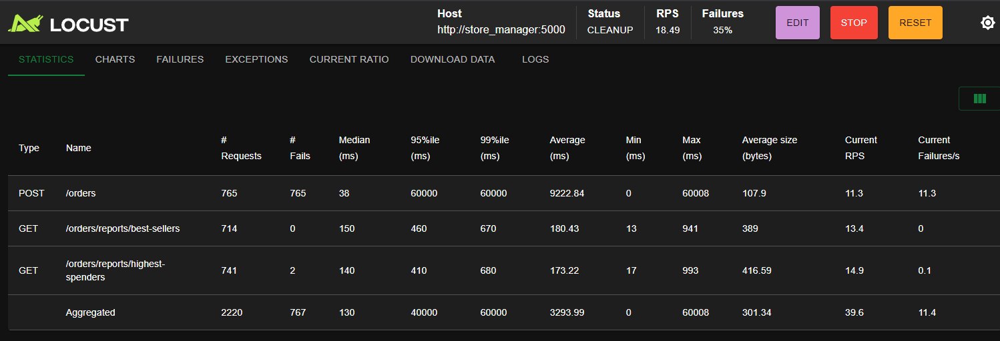 LOCUST
Host Status RPS Failures
http://store_manager:5000 CLEANUP 18.49 35% EDIT STOP RESET
STATISTICS CHARTS FAILURES EXCEPTIONS CURRENT RATIO DOWNLOAD DATA LOGS
Type Name # Requests # Fails Median (ms) 95%ile (ms) 99%ile (ms) Average (ms) Min (ms) Max (ms) Average size (bytes) Current RPS Current Failures/s
POST /orders 765 765 38 60000 60000 9222.84 0 60008 107.9 11.3 11.3
GET /orders/reports/best-sellers 714 0 150 460 670 180.43 13 941 389 13.4 0
GET /orders/reports/highest-spenders 741 2 140 410 680 173.22 17 993 416.59 14.9 0.1
Aggregated 2220 767 130 40000 60000 3293.99 0 60008 301.34 39.6 11.4